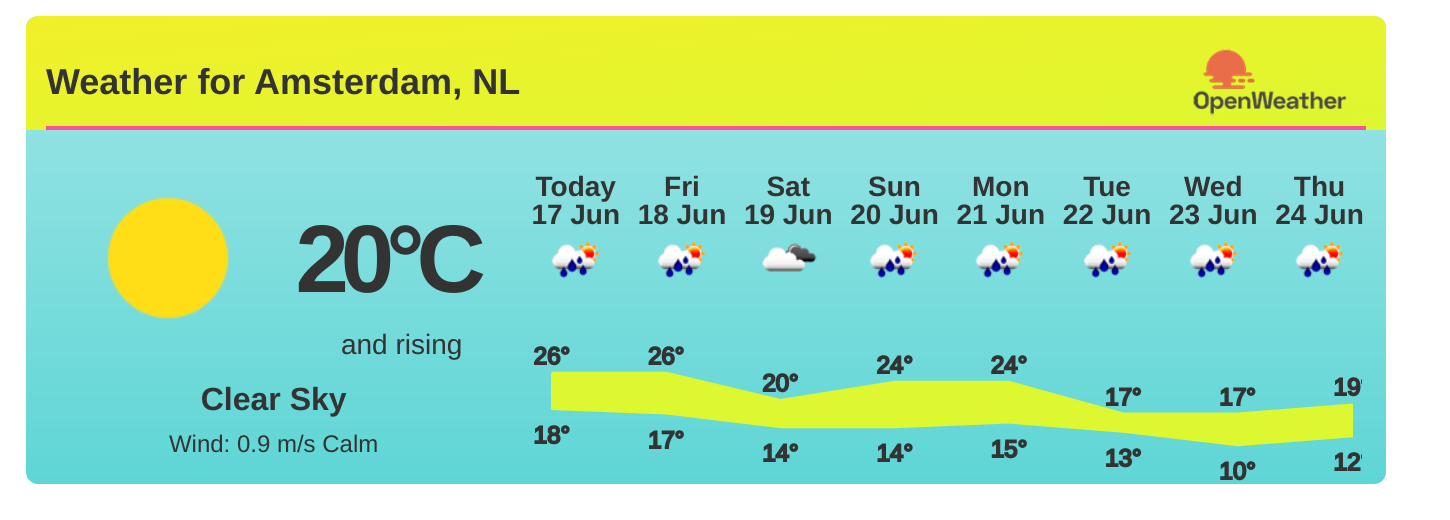 Weather for Amsterdam, NL
OpenWeather
20°C
and rising
Clear Sky
Wind: 0.9 m/s Calm
Today Fri Sat Sun Mon Tue Wed Thu
17 Jun 18 Jun 19 Jun 20 Jun 21 Jun 22 Jun 23 Jun 24 Jun
26° 26° 20° 24° 24° 17° 17° 19°
18° 17° 14° 14° 15° 13° 10° 12°